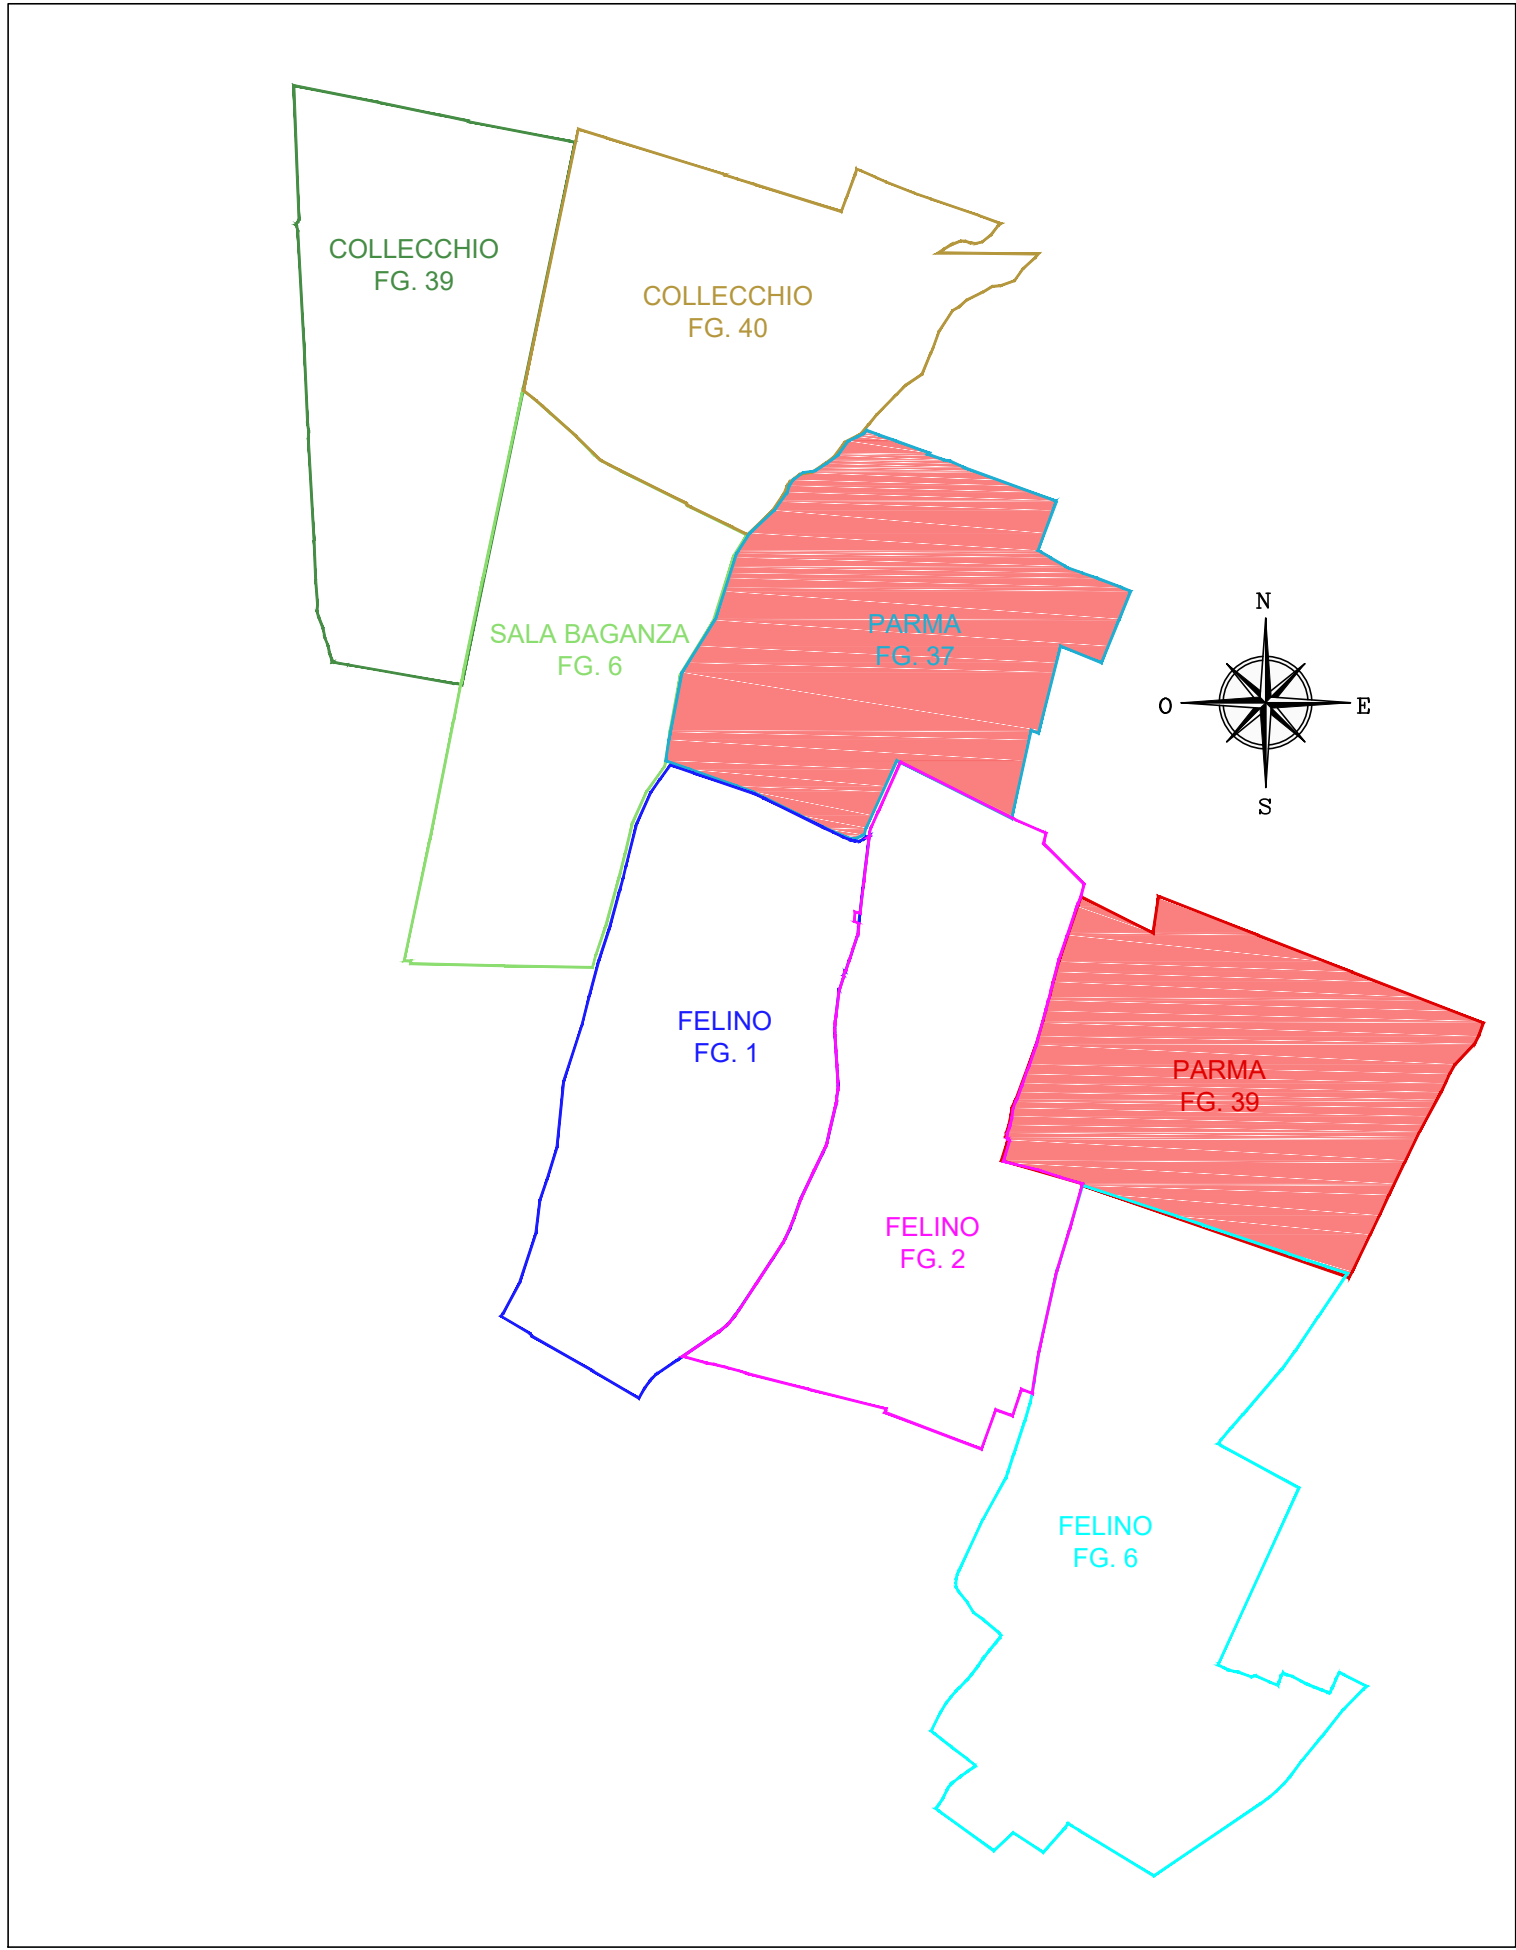 COLLECCHIO
FG. 39
COLLECCHIO
FG. 40
SALA BAGANZA
FG. 6
PARMA
FG. 37
N
O
E
S
FELINO
FG. 1
PARMA
FG. 39
FELINO
FG. 2
FELINO
FG. 6